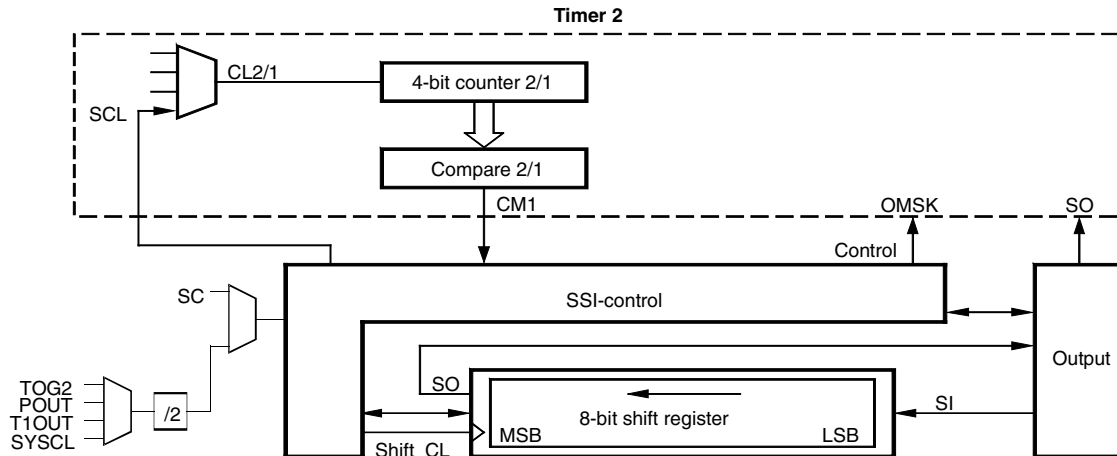 Timer 2
CL2/1
4-bit counter 2/1
SCL
Compare 2/1
CM1
OMSK
SO
Control
SC
SSI-control
Output
TOG2
POUT
T1OUT
SYSCL
/2
SO
8-bit shift register
SI
MSB
LSB
Shift_CL